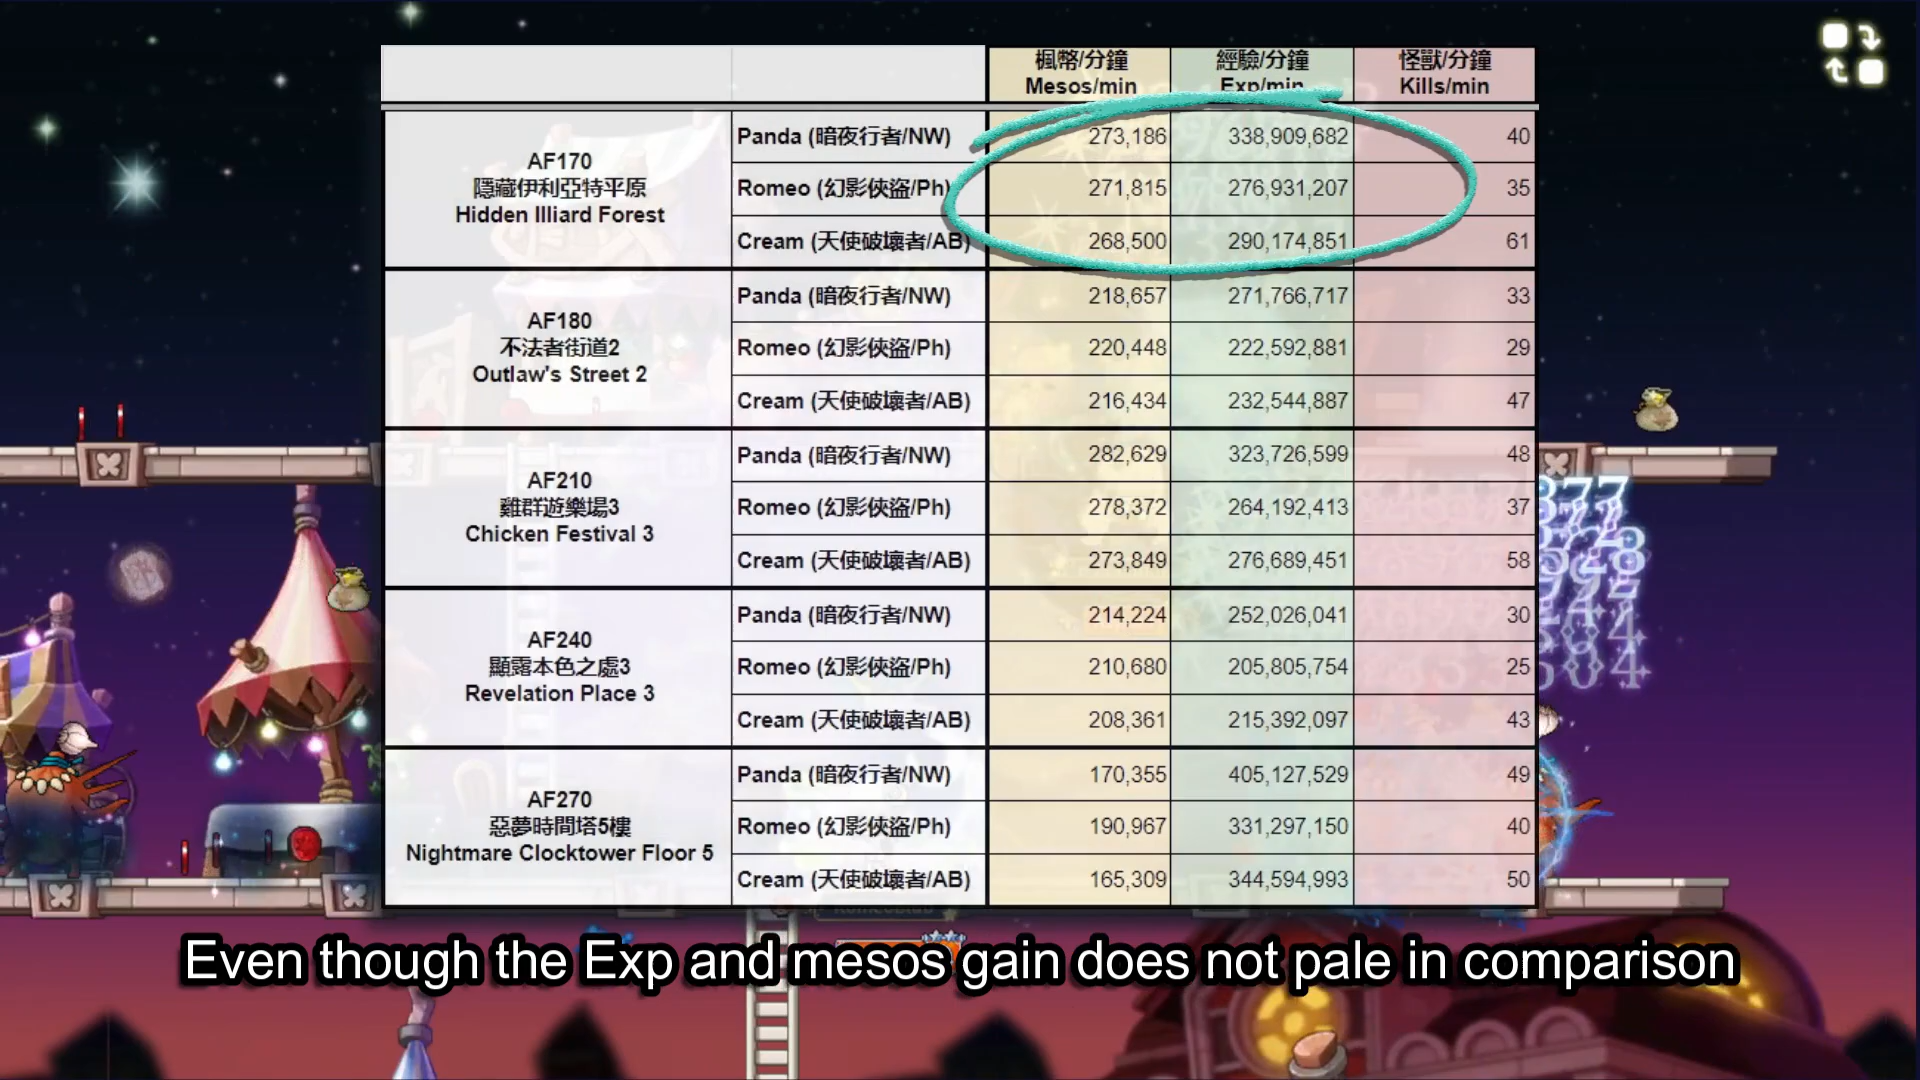 楓幣/分鐘 經驗/分鐘 怪獸/分鐘
Mesos/min Exp/min Kills/min
AF170
隱藏伊利亞特平原
Hidden Illiard Forest
Panda (暗夜行者/NW) 273,186 338,909,682 40
Romeo (幻影俠盜/Ph) 271,815 276,931,207 35
Cream (天使破壞者/AB) 268,500 290,174,851 61
AF180
不法者街道2
Outlaw's Street 2
Panda (暗夜行者/NW) 218,657 271,766,717 33
Romeo (幻影俠盜/Ph) 220,448 222,592,881 29
Cream (天使破壞者/AB) 216,434 232,544,887 47
AF210
雞群遊樂場3
Chicken Festival 3
Panda (暗夜行者/NW) 282,629 323,726,599 48
Romeo (幻影俠盜/Ph) 278,372 264,192,413 37
Cream (天使破壞者/AB) 273,849 276,689,451 58
AF240
顯露本色之處3
Revelation Place 3
Panda (暗夜行者/NW) 214,224 252,026,041 30
Romeo (幻影俠盜/Ph) 210,680 205,805,754 25
Cream (天使破壞者/AB) 208,361 215,392,097 43
AF270
惡夢時間塔5樓
Nightmare Clocktower Floor 5
Panda (暗夜行者/NW) 170,355 405,127,529 49
Romeo (幻影俠盜/Ph) 190,967 331,297,150 40
Cream (天使破壞者/AB) 165,309 344,594,993 50
Even though the Exp and mesos gain does not pale in comparison